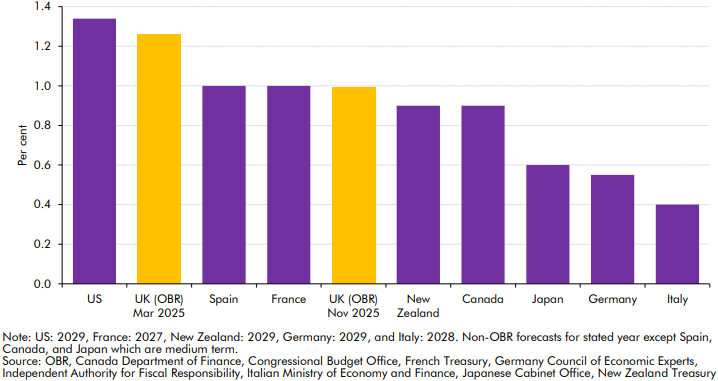 1.4
1.2
1.0
0.8
0.6
0.4
0.2
0.0
Per cent
US
UK (OBR)
Mar 2025
Spain
France
UK (OBR)
Nov 2025
New
Zealand
Canada
Japan
Germany
Italy
Note: US: 2029, France: 2027, New Zealand: 2029, Germany: 2029, and Italy: 2028. Non-OBR forecasts for stated year except Spain,
Canada, and Japan which are medium term.
Source: OBR, Canada Department of Finance, Congressional Budget Office, French Treasury, Germany Council of Economic Experts,
Independent Authority for Fiscal Responsibility, Italian Ministry of Economy and Finance, Japanese Cabinet Office, New Zealand Treasury